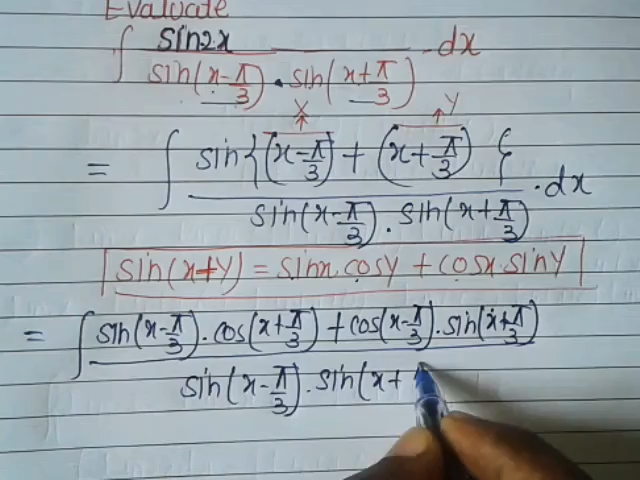 Evaluate
∫ sin2x / sin(x-π/3) · sin(x+π/3) dx
X Y
= ∫ sin{(x-π/3) + (x+π/3)} / sin(x-π/3) . sin(x+π/3) . dx
sin(x+y) = sinx.cosy + cosx.siny
= ∫ sin(x-π/3) . cos(x+π/3) + cos(x-π/3) . sin(x+π/3) / sin(x-π/3) . sin(x+